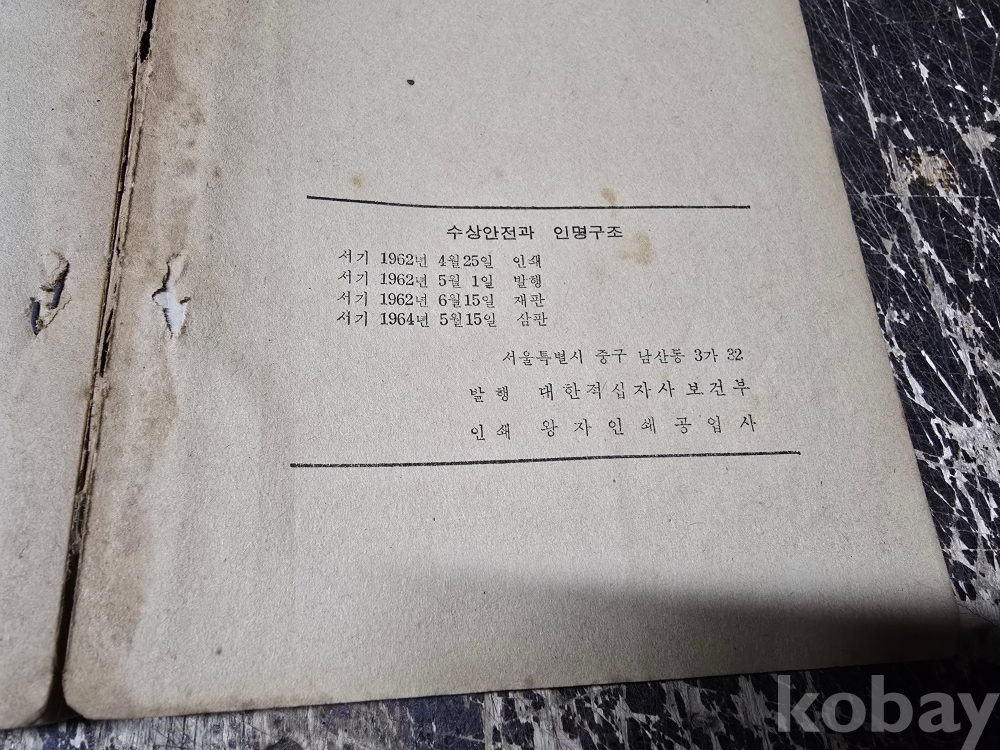 수상안전과 인명구조
서기 1962년 4월25일 인쇄
서기 1962년 5월 1일 발행
서기 1962년 6월15일 재판
서기 1964년 5월15일 삼판
서울특별시 중구 남산동 3가 32
발행 대한적십자사보건부
인쇄 왕자인쇄공업사
kobay